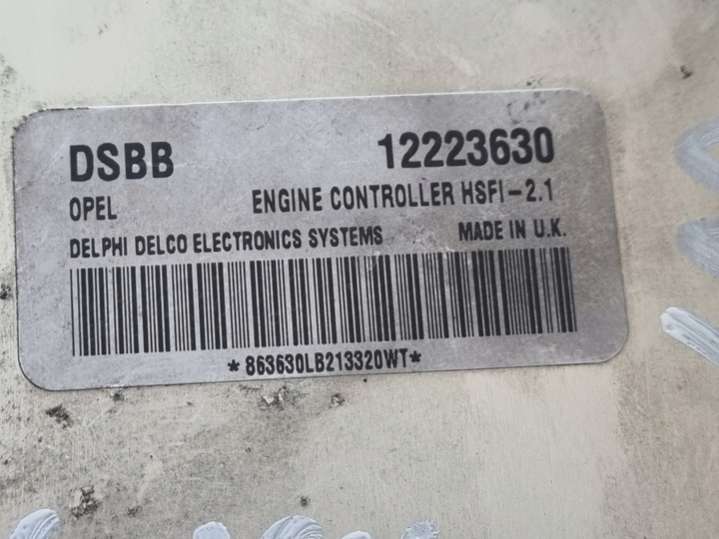 DSBB 12223630
OPEL ENGINE CONTROLLER HSFI-2.1
DELPHI DELCO ELECTRONICS SYSTEMS MADE IN U.K.
*863630LB213320WT*